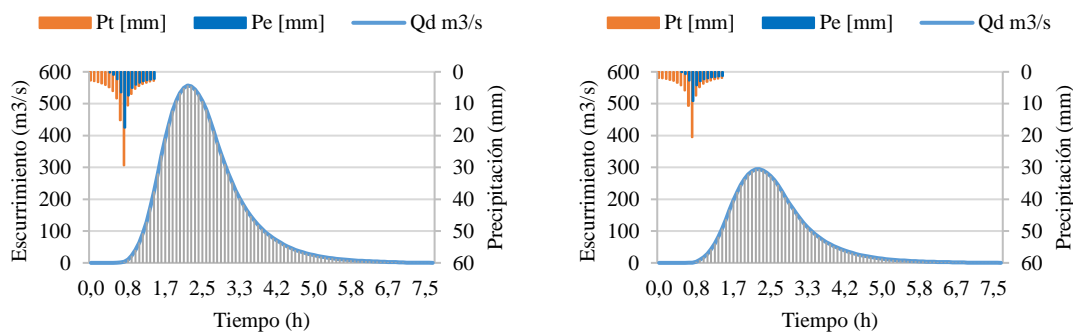 Pt [mm] Pe [mm] Qd m3/s
600 0
500 10
400 20
300 30
200 40
100 50
0 60
0,0 0,8 1,7 2,5 3,3 4,2 5,0 5,8 6,7 7,5
Tiempo (h)
Escurrimiento (m3/s)
Precipitación (mm)
Pt [mm] Pe [mm] Qd m3/s
600 0
500 10
400 20
300 30
200 40
100 50
0 60
0,0 0,8 1,7 2,5 3,3 4,2 5,0 5,8 6,7 7,5
Tiempo (h)
Escurrimiento (m3/s)
Precipitación (mm)